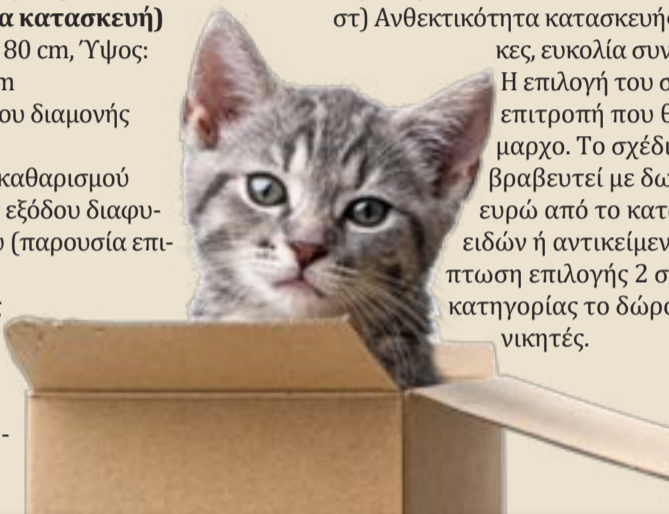 α κατασκευή)
80 cm, Ύψος:
m
ου διαμονής
καθαρισμού
εξόδου διαφυ-
(παρουσία επι-
-
στ) Ανθεκτικότητα κατασκευής
κες, ευκολία συν
Η επιλογή του σ
επιτροπή που θ
μαρχο. Το σχέδι
βραβευτεί με δω
ευρώ από το κατ
ειδών ή αντικείμεν
πτωση επιλογής 2 σ
κατηγορίας το δώρο
νικητές.